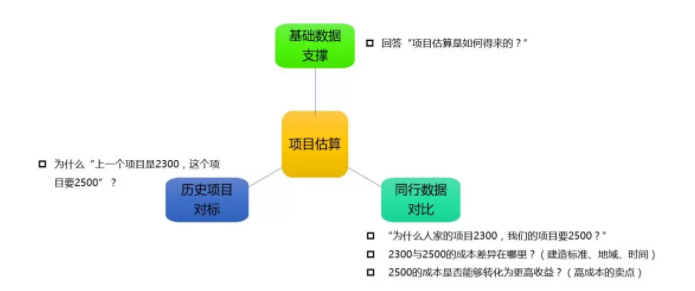 基础数据
支撑
回答“项目估算是如何得来的？”
项目估算
为什么“上一个项目是2300，这个项
目要2500”？
历史项目
对标
同行数据
对比
“为什么人家的项目2300，我们的项目要2500？”
2300与2500的成本差异在哪里？（建造标准、地域、时间）
2500的成本是否能够转化为更高收益？（高成本的卖点）